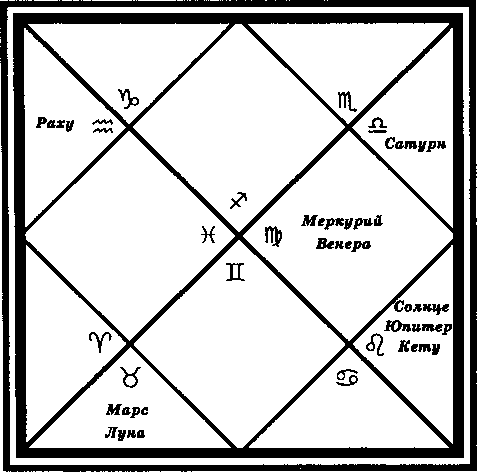 ♑
♏
Раху
♒
♎
Сатурн
♐
♓
♍
Меркурий
Венера
♊
Солнце
Юпитер
Кету
♈
♌
♉
♋
Марс
Луна